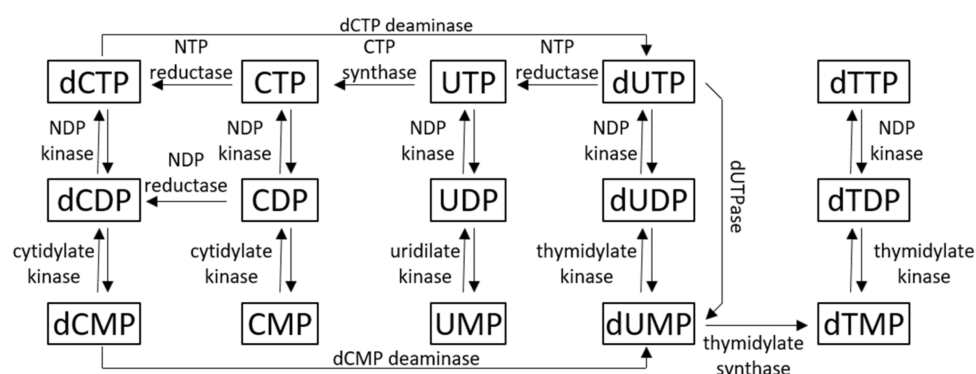 dCTP deaminase
NTP CTP NTP
reductase synthase reductase
dCTP CTP UTP dUTP dTTP
NDP NDP NDP NDP NDP
kinase kinase kinase kinase kinase
NDP
reductase
dUTPase
dCDP CDP UDP dUDP dTDP
cytidylate cytidylate uridilate thymidylate thymidylate
kinase kinase kinase kinase kinase
dCMP CMP UMP dUMP dTMP
dCMP deaminase
thymidylate
synthase